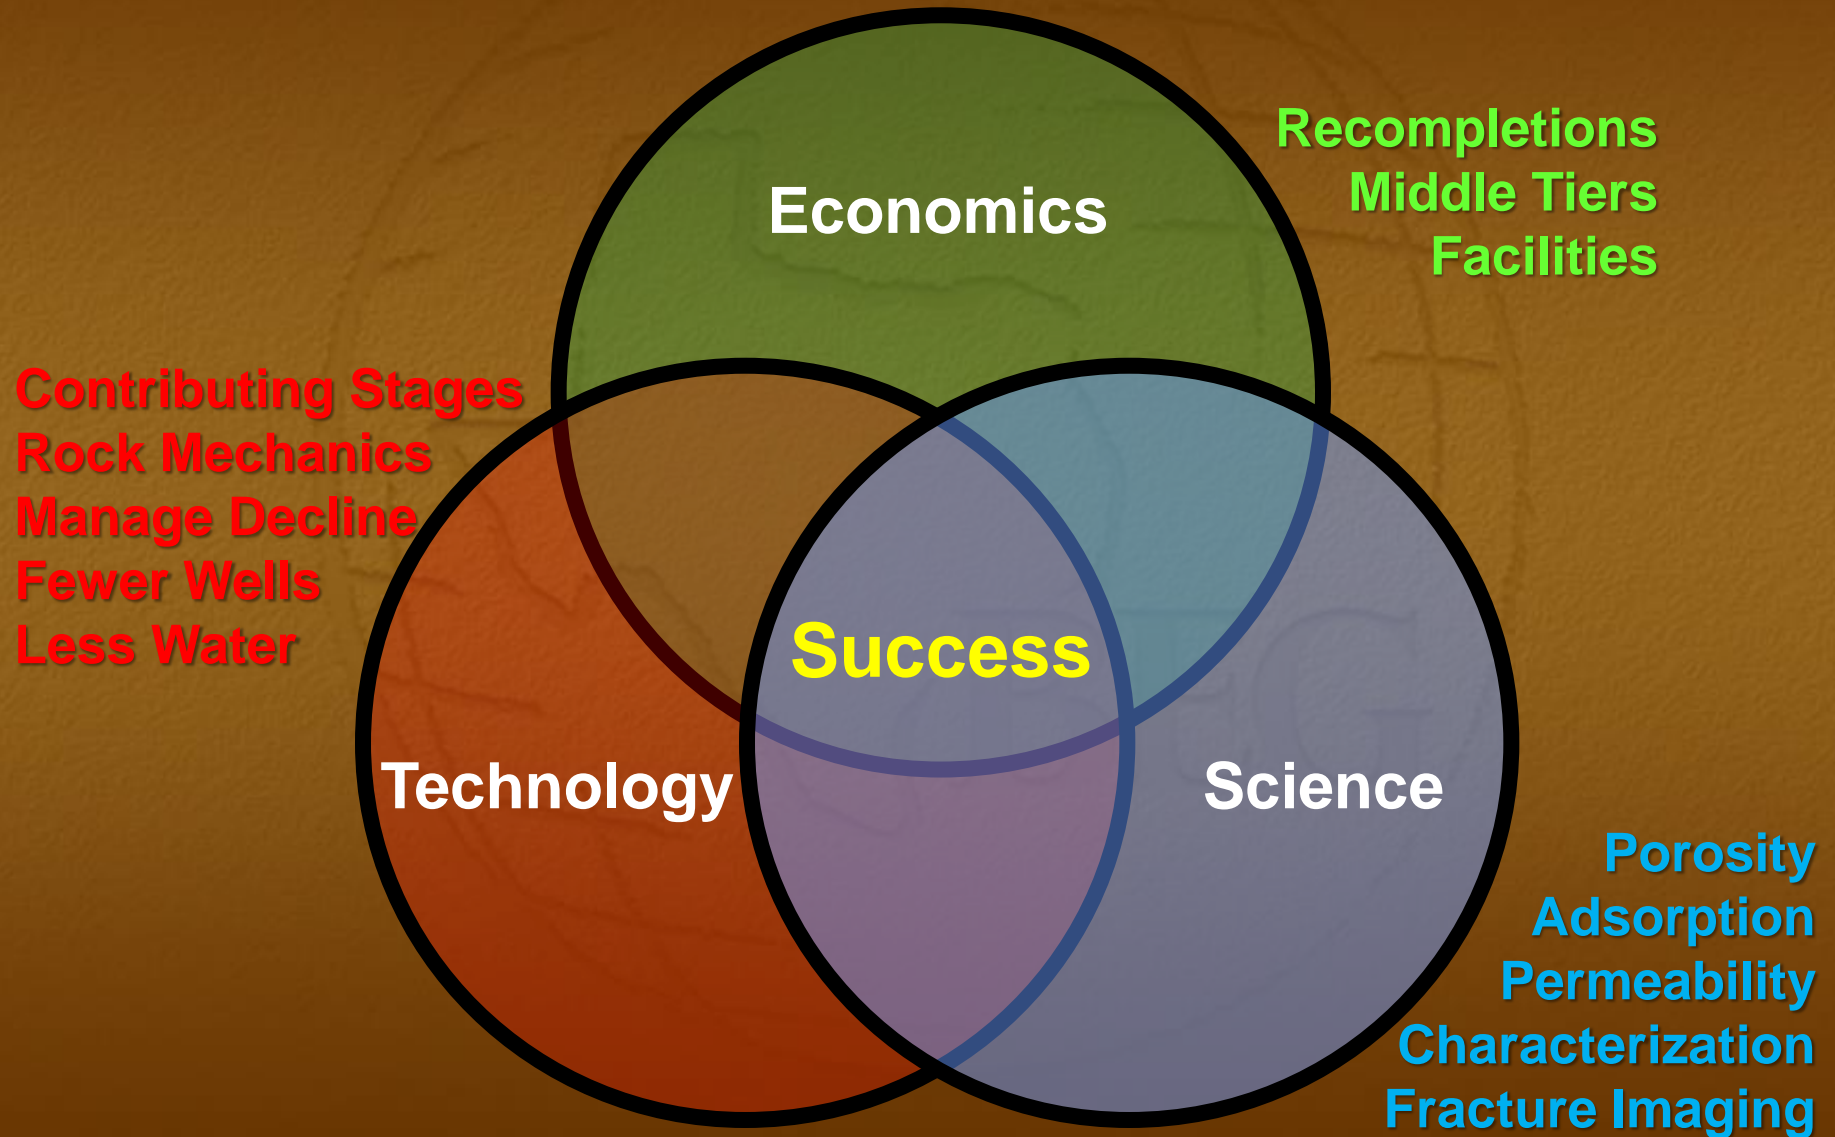 Economics
Recompletions
Middle Tiers
Facilities
Contributing Stages
Rock Mechanics
Manage Decline
Fewer Wells
Less Water
Success
Technology
Science
Porosity
Adsorption
Permeability
Characterization
Fracture Imaging
BEG